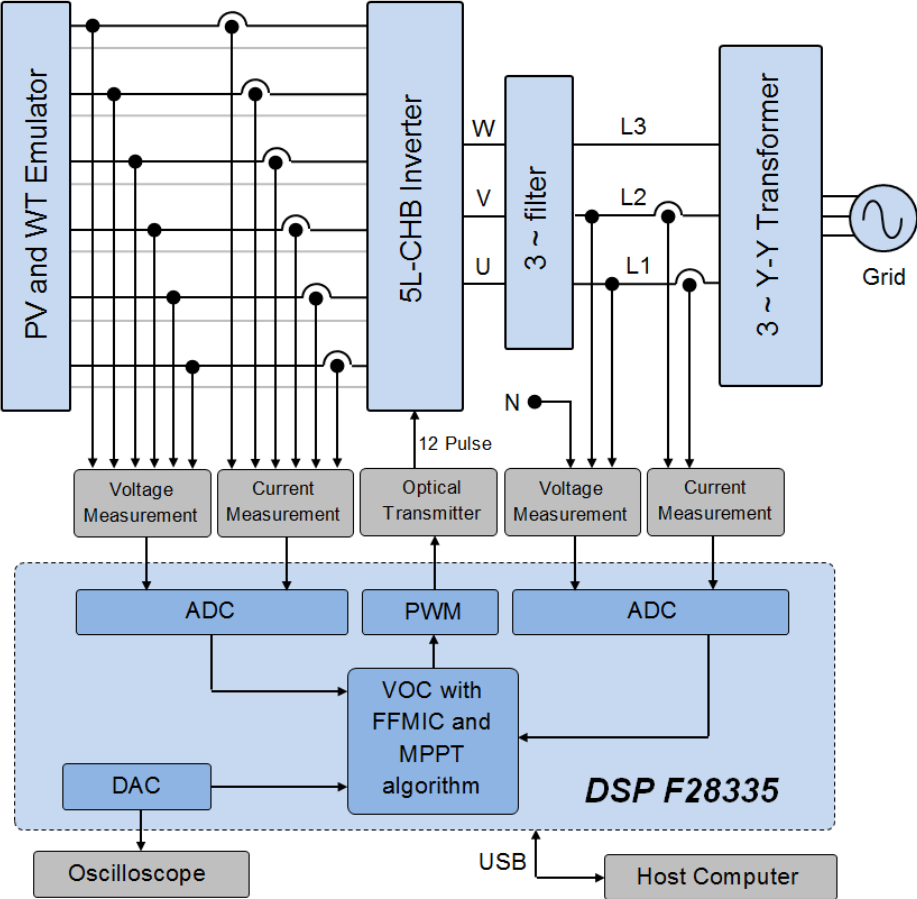 PV and WT Emulator
5L-CHB Inverter
W
V
U
3 ~ filter
L3
L2
L1
3 ~ Y-Y Transformer
Grid
N
12 Pulse
Voltage
Measurement
Current
Measurement
Optical
Transmitter
Voltage
Measurement
Current
Measurement
ADC
PWM
ADC
VOC with
FFMIC and
MPPT
algorithm
DAC
DSP F28335
Oscilloscope
USB
Host Computer